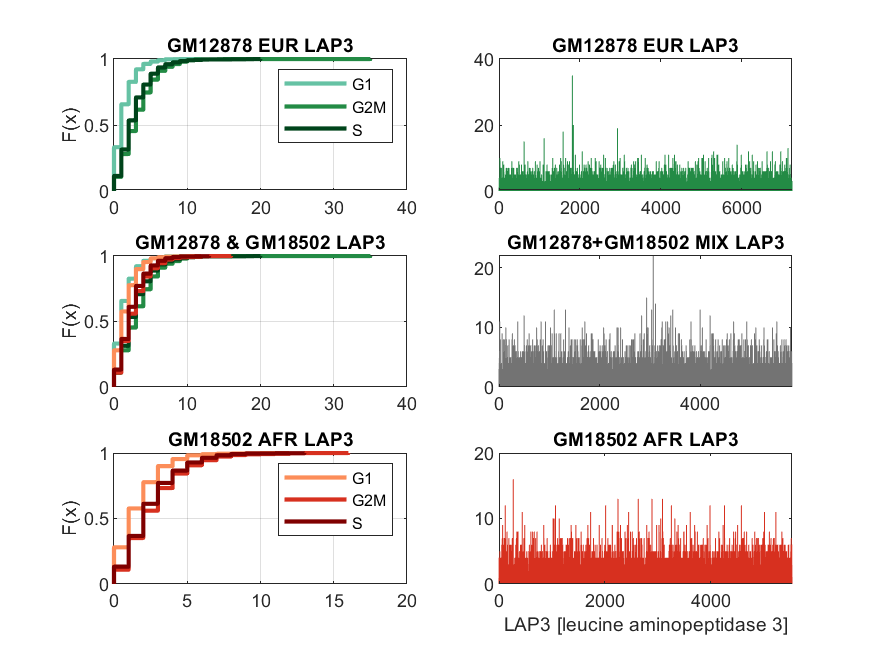 GM12878 EUR LAP3
F(x)
1
0.5
0
0 10 20 30 40
G1
G2M
S
GM12878 EUR LAP3
40
20
0
0 2000 4000 6000
GM12878 & GM18502 LAP3
F(x)
1
0.5
0
0 10 20 30 40
GM12878+GM18502 MIX LAP3
20
10
0
0 2000 4000
GM18502 AFR LAP3
F(x)
1
0.5
0
0 5 10 15 20
G1
G2M
S
GM18502 AFR LAP3
20
10
0
0 2000 4000
LAP3 [leucine aminopeptidase 3]